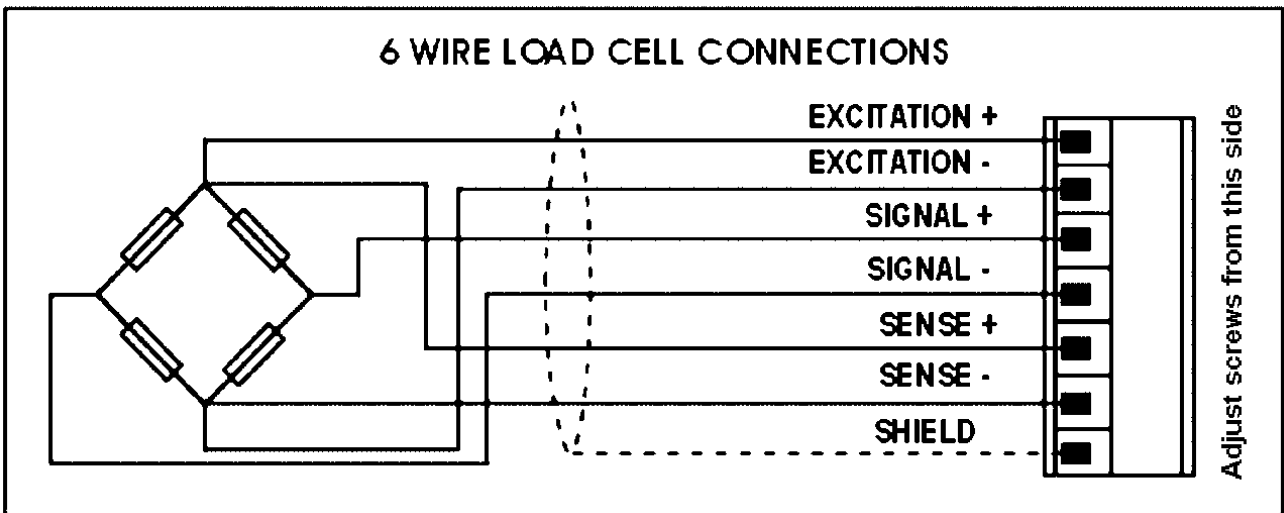 6 WIRE LOAD CELL CONNECTIONS
EXCITATION +
EXCITATION -
SIGNAL +
SIGNAL -
SENSE +
SENSE -
SHIELD
Adjust screws from this side